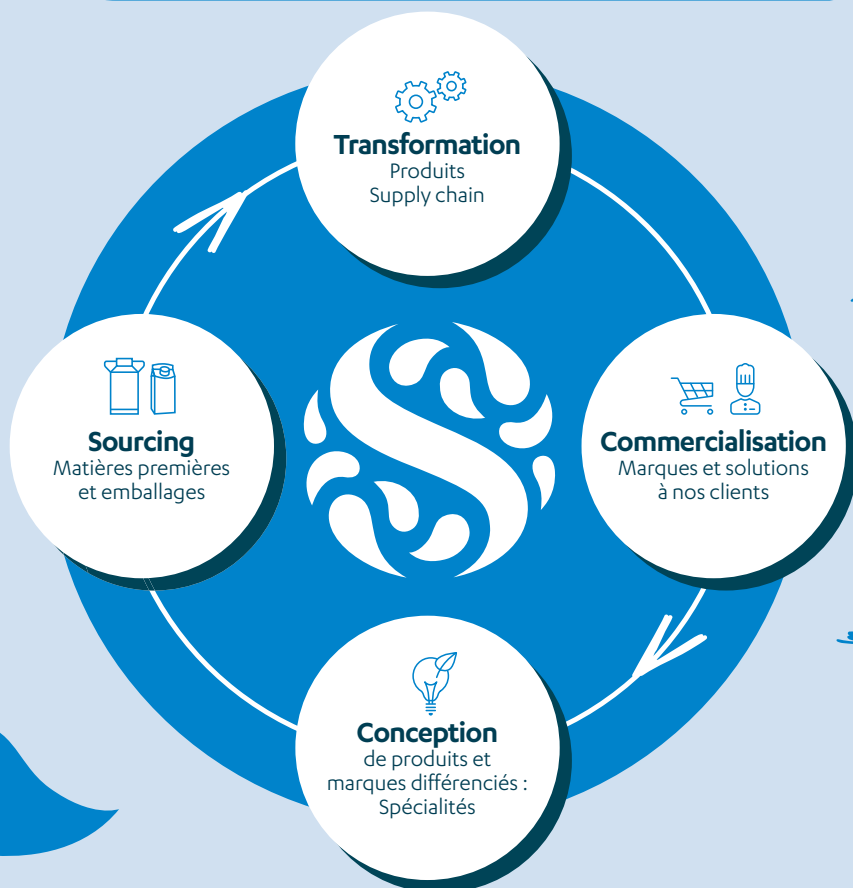 Transformation
Produits
Supply chain
Sourcing
Matières premières
et emballages
Commercialisation
Marques et solutions
à nos clients
Conception
de produits et
marques différenciés :
Spécialités